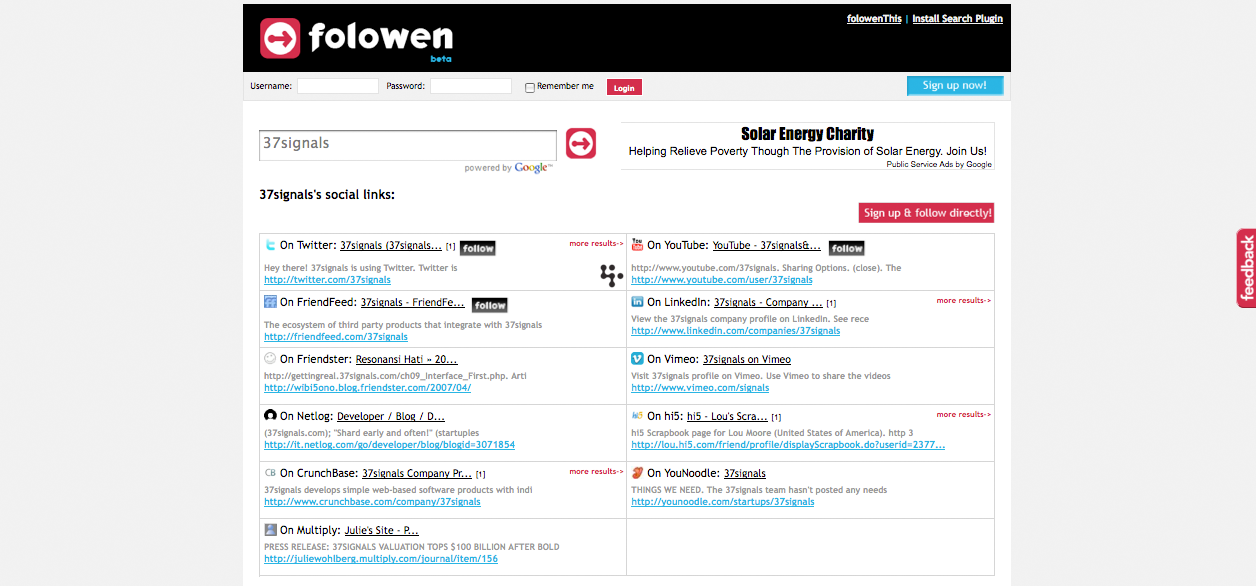 folowenThis | Install Search Plugin
folowen
beta
Username: Password: Remember me Login Sign up now!
37signals
powered by Google™
Solar Energy Charity
Helping Relieve Poverty Though The Provision of Solar Energy. Join Us!
Public Service Ads by Google
37signals's social links:
Sign up & follow directly!
On Twitter: 37signals (37signals... [1] follow more results->
Hey there! 37signals is using Twitter. Twitter is
http://twitter.com/37signals
You Tube On YouTube: YouTube - 37signals&... follow
http://www.youtube.com/37signals. Sharing Options. (close). The
http://www.youtube.com/user/37signals
On FriendFeed: 37signals - FriendFe... follow
The ecosystem of third party products that integrate with 37signals
http://friendfeed.com/37signals
in On LinkedIn: 37signals - Company ... [1] more results->
View the 37signals company profile on LinkedIn. See rece
http://www.linkedin.com/companies/37signals
On Friendster: Resonansi Hati » 20...
http://gettingreal.37signals.com/ch09_Interface_First.php. Arti
http://wibi5ono.blog.friendster.com/2007/04/
On Vimeo: 37signals on Vimeo
Visit 37signals profile on Vimeo. Use Vimeo to share the videos
http://www.vimeo.com/signals
On Netlog: Developer / Blog / D...
(37signals.com); "Shard early and often!" (startuples
http://it.netlog.com/go/developer/blog/blogid=3071854
hi5 On hi5: hi5 - Lou's Scra... [1] more results->
hi5 Scrapbook page for Lou Moore (United States of America). http 3
http://lou.hi5.com/friend/profile/displayScrapbook.do?userid=2377...
CB On CrunchBase: 37signals Company Pr... [1] more results->
37signals develops simple web-based software products with indi
http://www.crunchbase.com/company/37signals
On YouNoodle: 37signals
THINGS WE NEED. The 37signals team hasn't posted any needs
http://younoodle.com/startups/37signals
On Multiply: Julie's Site - P...
PRESS RELEASE: 37SIGNALS VALUATION TOPS $100 BILLION AFTER BOLD
http://juliewohlberg.multiply.com/journal/item/156
feedback